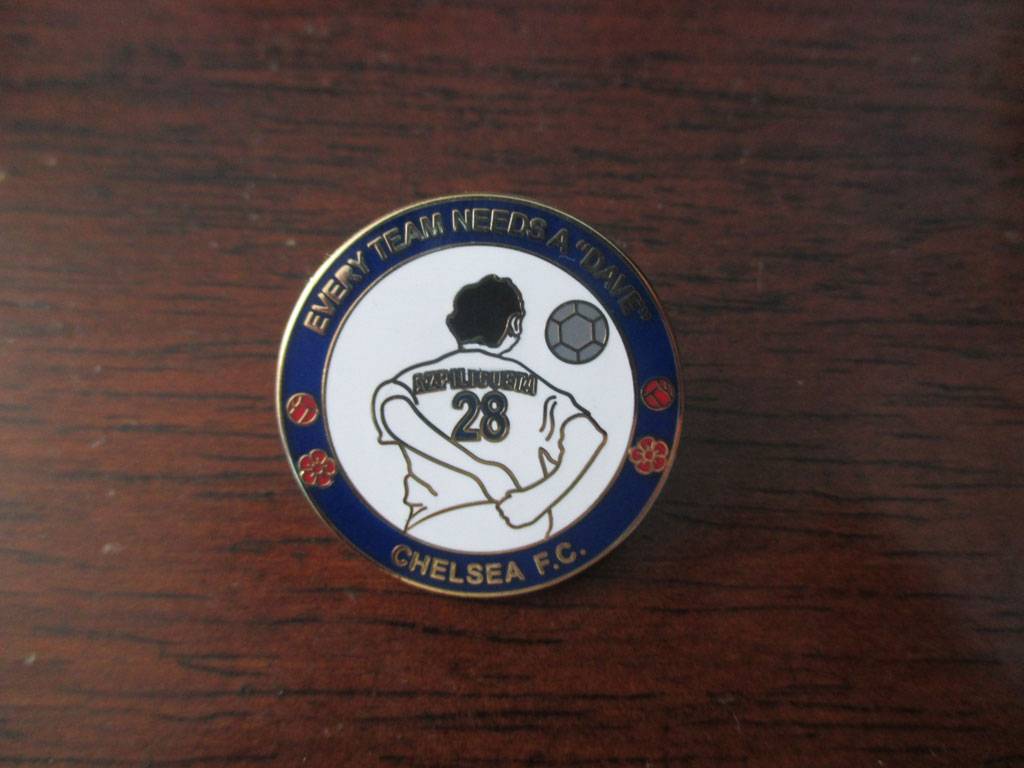 EVERY TEAM NEEDS A "DAVE"
AZPILICUETA
28
CHELSEA F.C.